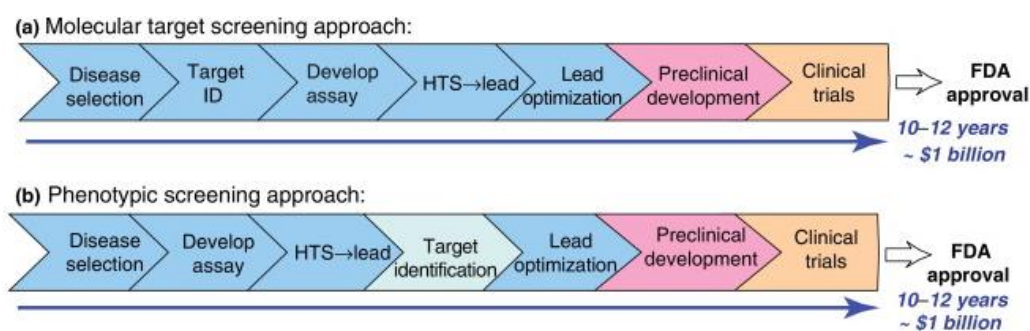 (a) Molecular target screening approach:
Disease
selection
Target
ID
Develop
assay
HTS→lead
Lead
optimization
Preclinical
development
Clinical
trials
FDA
approval
10–12 years
~ $1 billion
(b) Phenotypic screening approach:
Disease
selection
Develop
assay
HTS→lead
Target
identification
Lead
optimization
Preclinical
development
Clinical
trials
FDA
approval
10–12 years
~ $1 billion